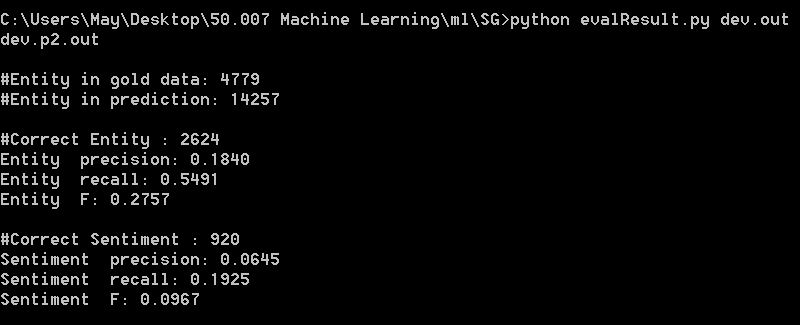 C:\Users\May\Desktop\50.007 Machine Learning\ml\SG>python evalResult.py dev.out
dev.p2.out
#Entity in gold data: 4779
#Entity in prediction: 14257
#Correct Entity : 2624
Entity  precision: 0.1840
Entity  recall: 0.5491
Entity  F: 0.2757
#Correct Sentiment : 920
Sentiment  precision: 0.0645
Sentiment  recall: 0.1925
Sentiment  F: 0.0967